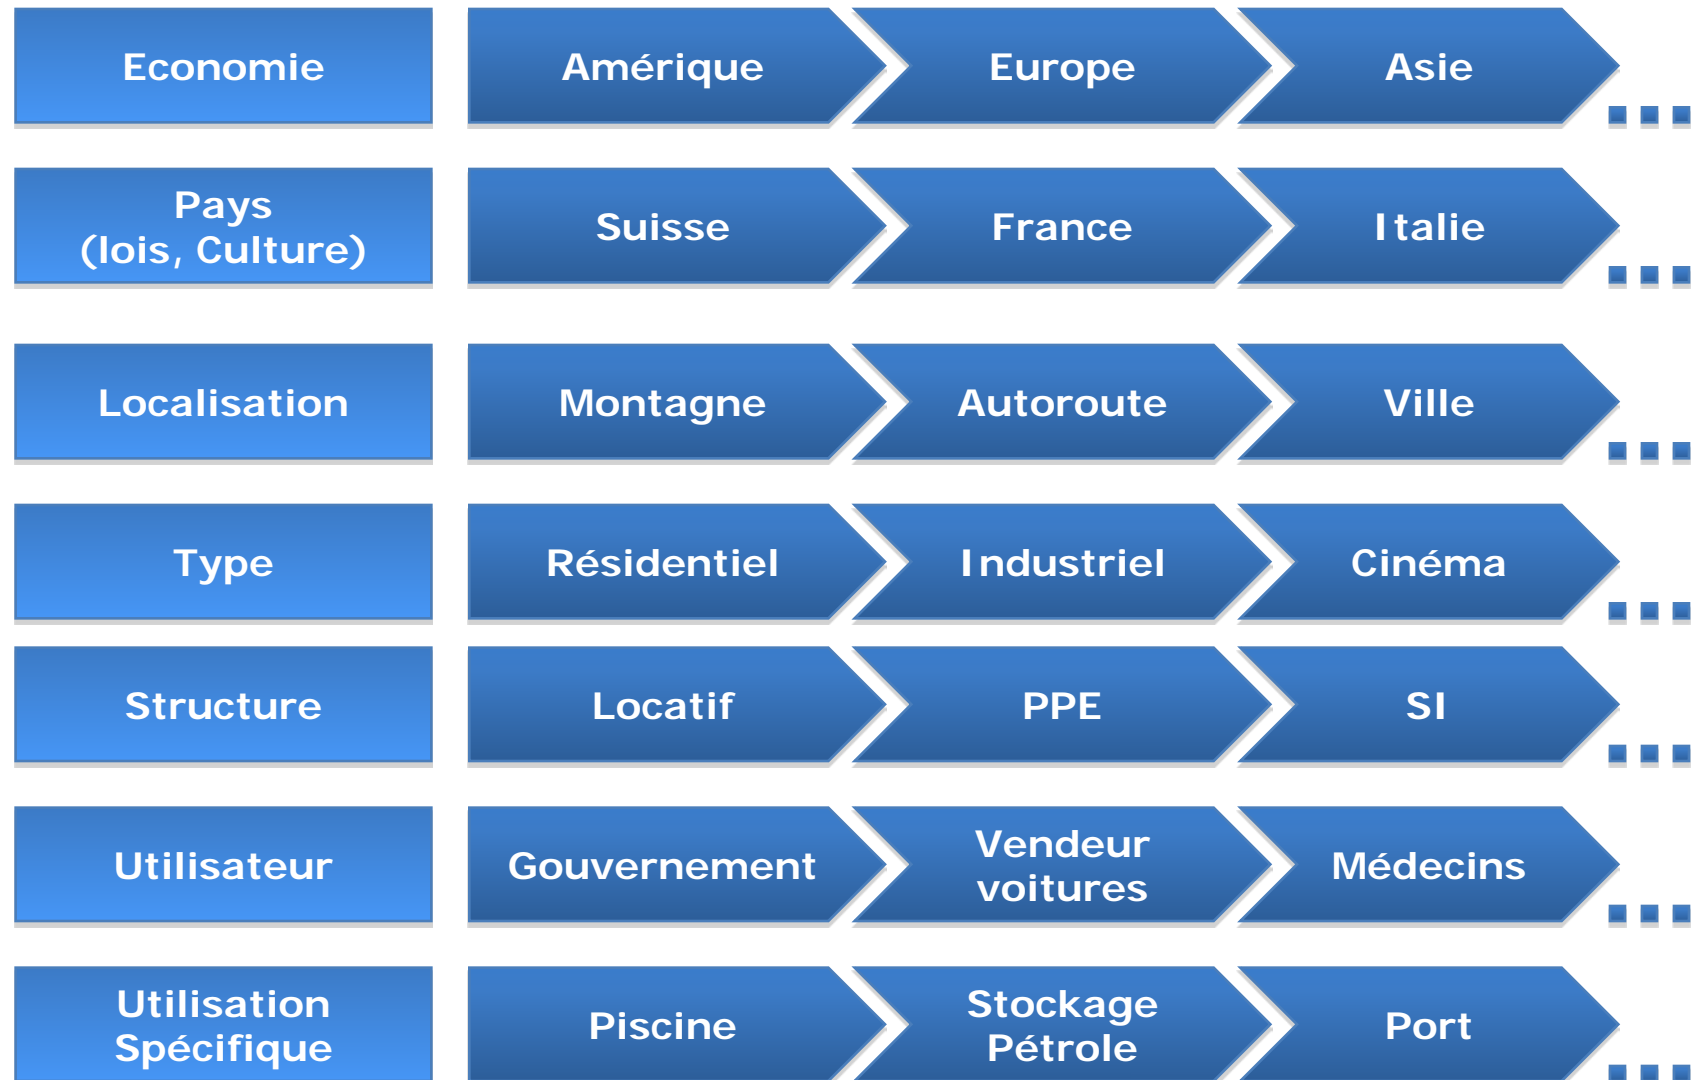 Economie
Amérique
Europe
Asie
Pays
(lois, Culture)
Suisse
France
Italie
Localisation
Montagne
Autoroute
Ville
Type
Résidentiel
Industriel
Cinéma
Structure
Locatif
PPE
SI
Utilisateur
Gouvernement
Vendeur
voitures
Médecins
Utilisation
Spécifique
Piscine
Stockage
Pétrole
Port